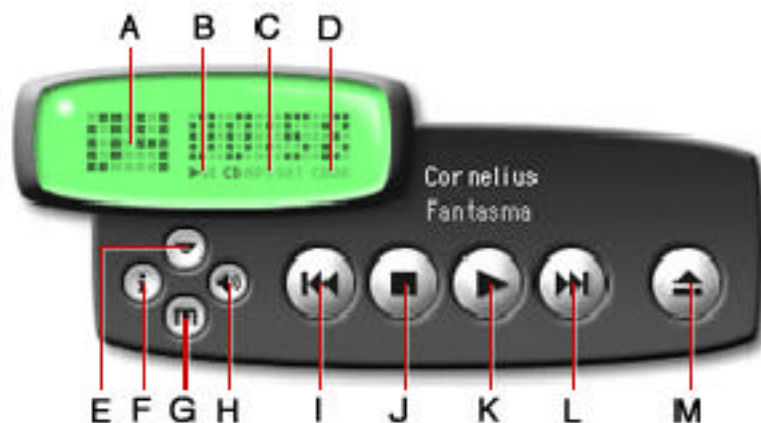 A B C D
04 00:53
CD
Cornelius
Fantasma
i
m
E F G H I J K L M